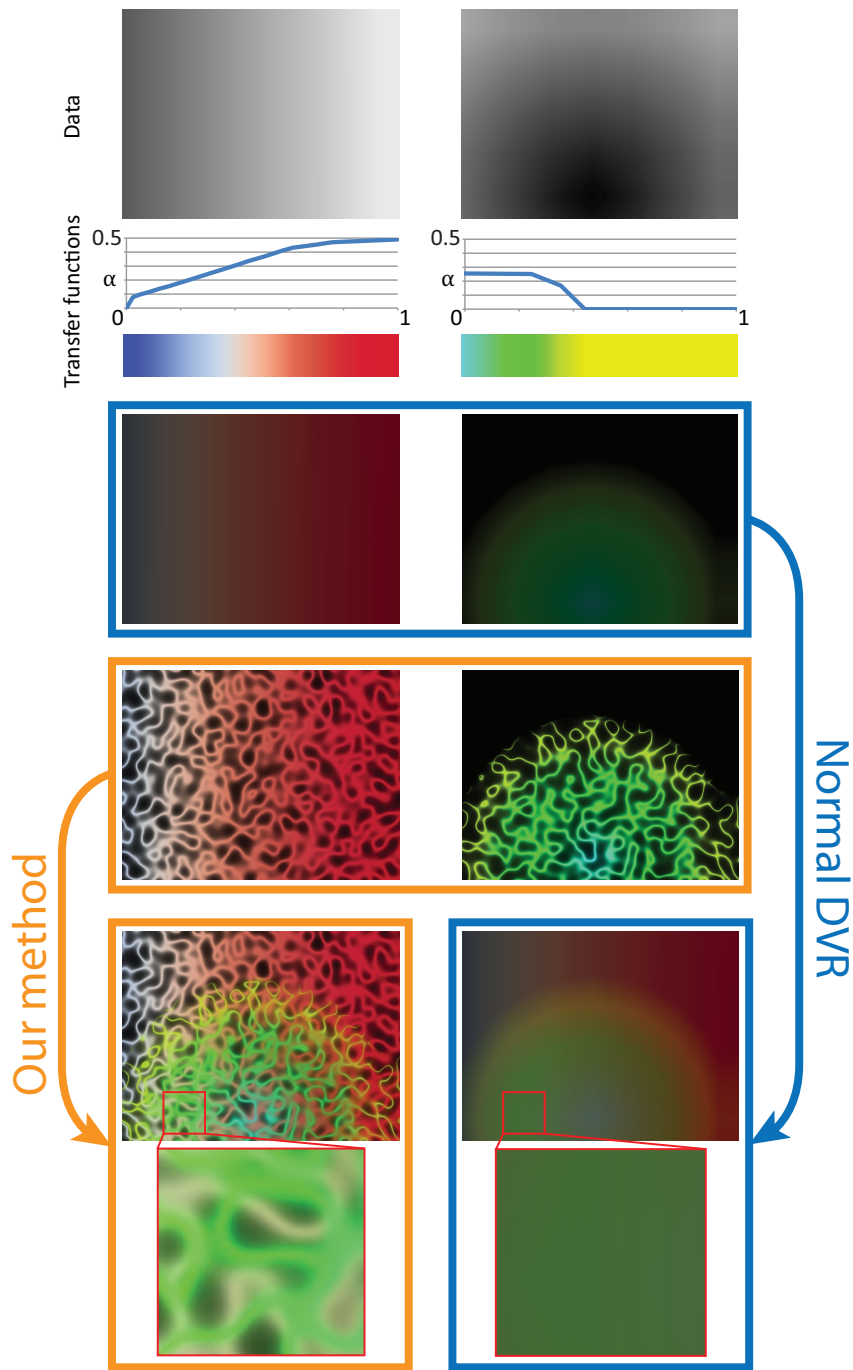 Data
Transfer functions
0.5
α
0
1
0.5
α
0
1
Normal DVR
Our method